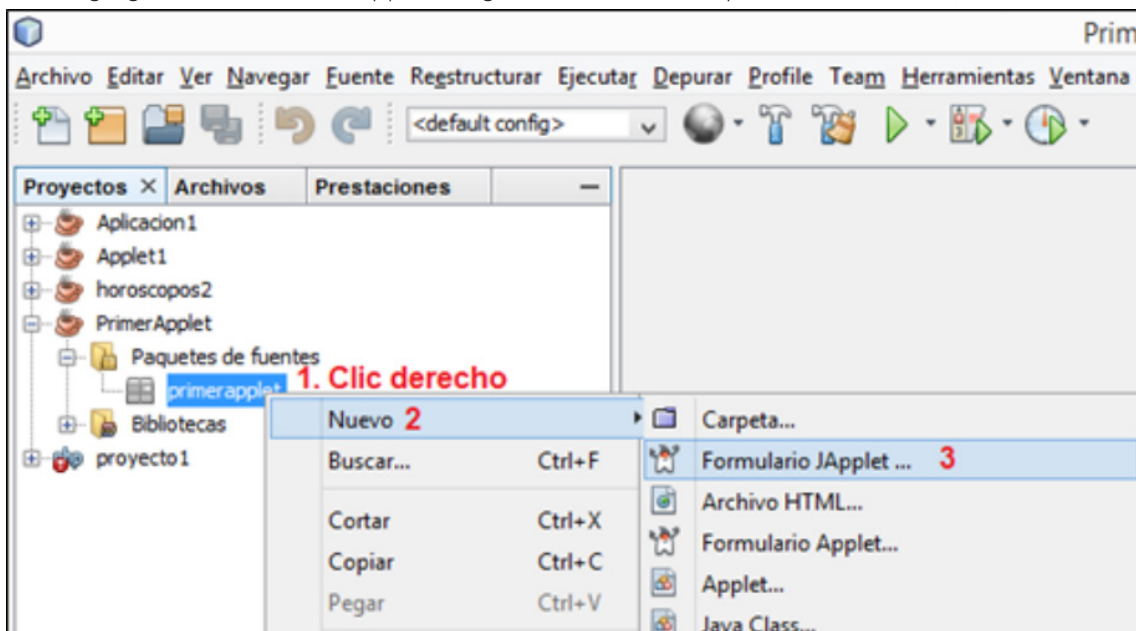 Prim
Archivo Editar Ver Navegar Fuente Reestructurar Ejecutar Depurar Profile Team Herramientas Ventana
<default config>
Proyectos × Archivos Prestaciones
Aplicacion1
Applet1
horoscopos2
PrimerApplet
Paquetes de fuentes
primerapplet 1. Clic derecho
Bibliotecas
proyecto1
Nuevo 2
Buscar... Ctrl+F
Cortar Ctrl+X
Copiar Ctrl+C
Pegar Ctrl+V
Carpeta...
Formulario JApplet ... 3
Archivo HTML...
Formulario Applet...
Applet...
Java Class...